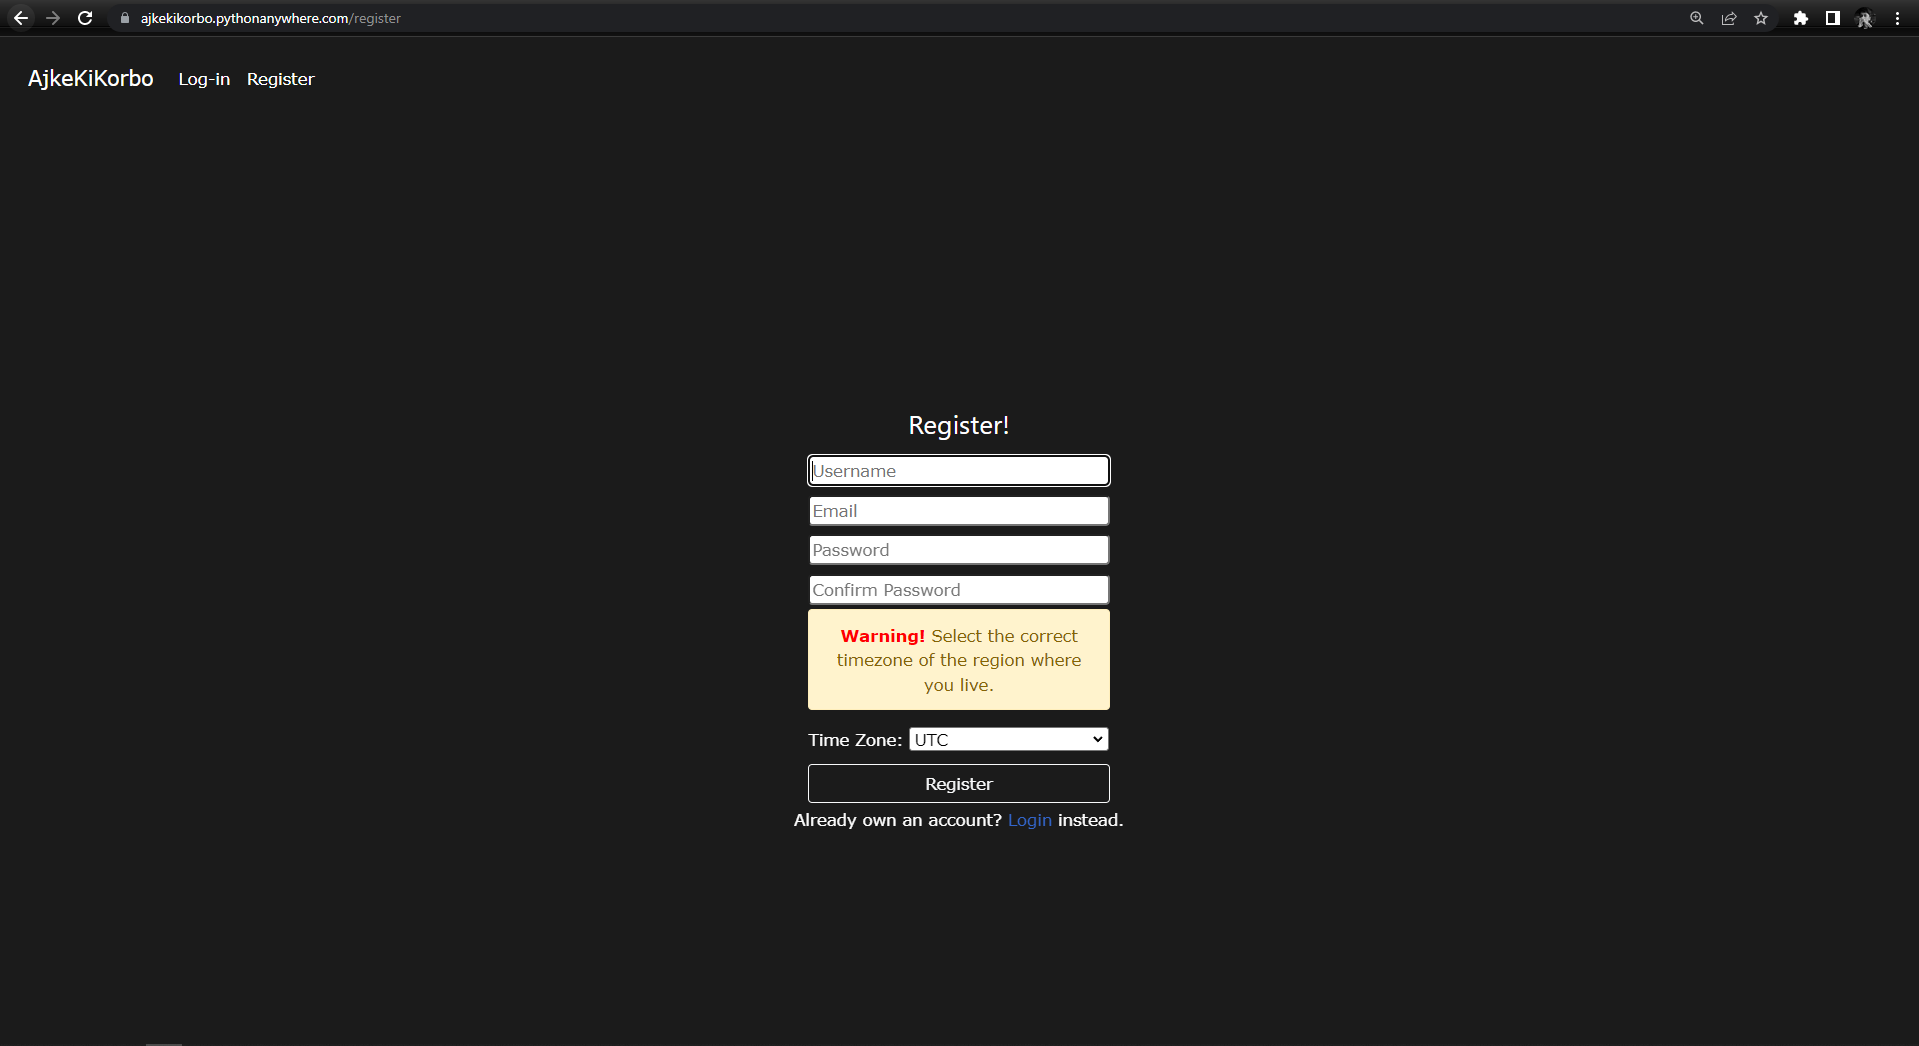 ajkekikorbo.pythonanywhere.com/register
AjkeKiKorbo Log-in Register
Register!
Username
Email
Password
Confirm Password
Warning! Select the correct
timezone of the region where
you live.
Time Zone: UTC
Register
Already own an account? Login instead.